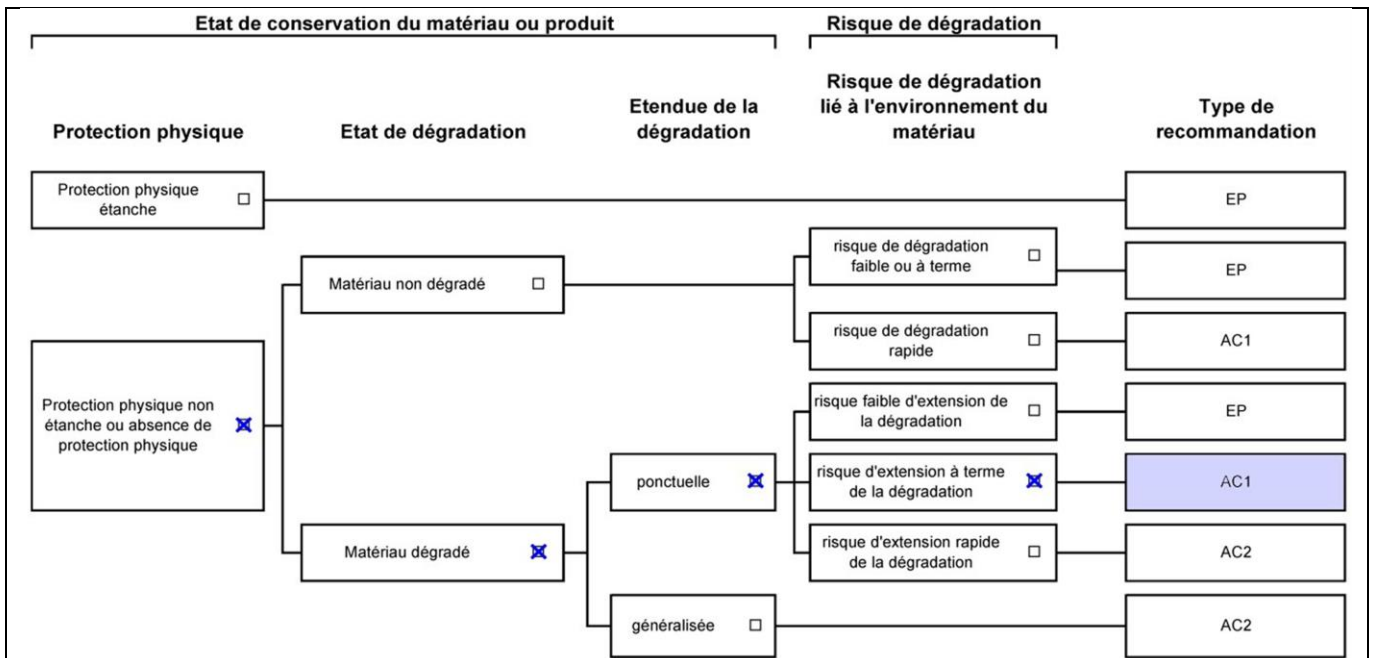 Etat de conservation du matériau ou produit
Risque de dégradation
Protection physique
Etat de dégradation
Etendue de la
dégradation
Risque de dégradation
lié à l'environnement du
matériau
Type de
recommandation
Protection physique
étanche
EP
Matériau non dégradé
risque de dégradation
faible ou à terme
EP
risque de dégradation
rapide
AC1
Protection physique non
étanche ou absence de
protection physique
risque faible d'extension de
la dégradation
EP
ponctuelle
risque d'extension à terme
de la dégradation
AC1
Matériau dégradé
risque d'extension rapide
de la dégradation
AC2
généralisée
AC2